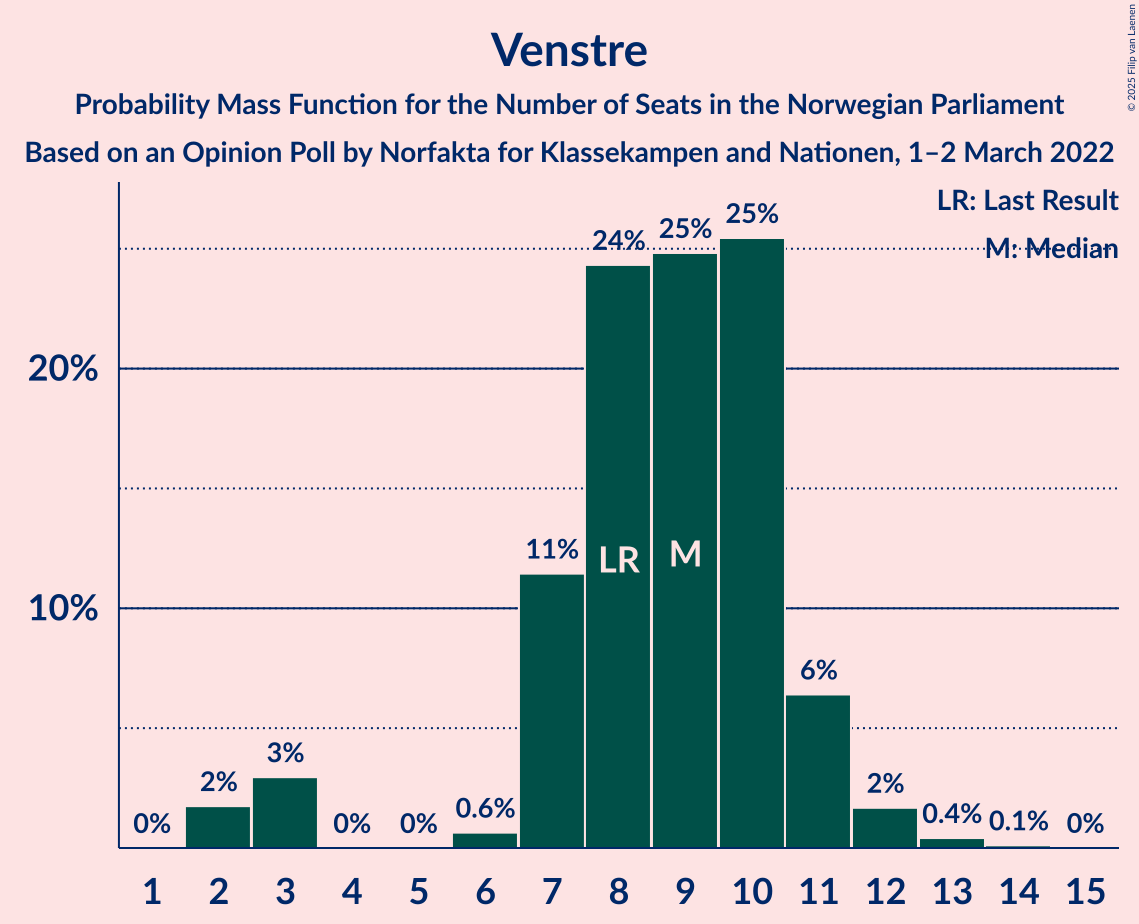 © 2025 Filip van Laenen
Venstre
Probability Mass Function for the Number of Seats in the Norwegian Parliament
Based on an Opinion Poll by Norfakta for Klassekampen and Nationen, 1–2 March 2022
LR: Last Result
M: Median
20%
10%
0% 2% 3% 0% 0% 0.6% 11% 24% 25% 25% 6% 2% 0.4% 0.1% 0%
LR M
1 2 3 4 5 6 7 8 9 10 11 12 13 14 15